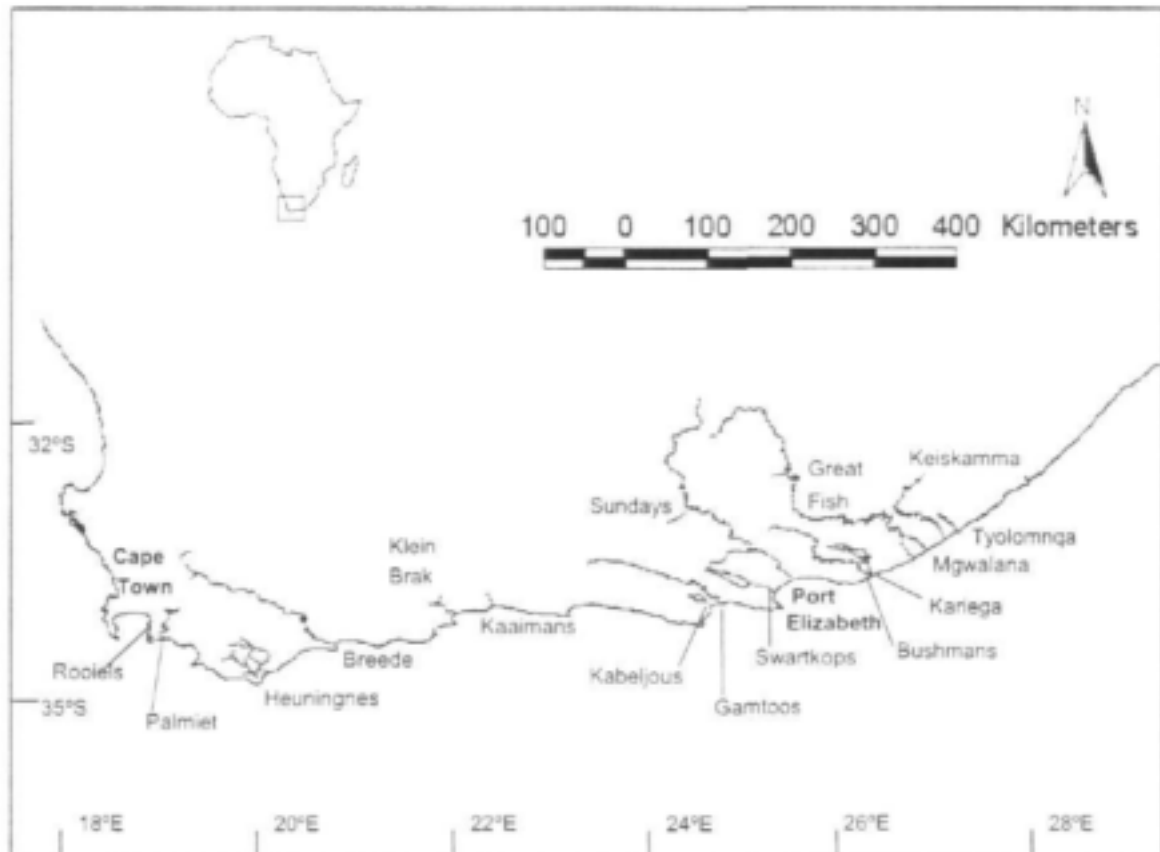 N
100 0 100 200 300 400 Kilometers
32°S
Great
Fish
Keiskamma
Sundays
Tyolomnqa
Mgwalana
Kariega
Bushmans
Port
Elizabeth
Swartkops
Gamtoos
Kabeljous
Klein
Brak
Kaaimans
Breede
Cape
Town
Rooiels
Palmiet
Heuningnes
35°S
18°E 20°E 22°E 24°E 26°E 28°E